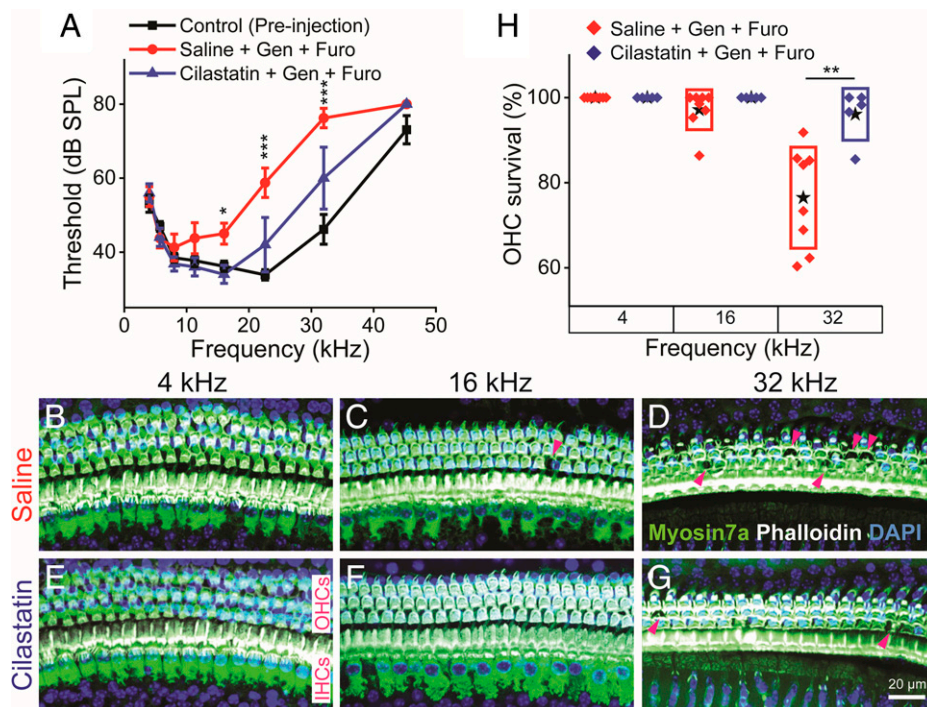 A
Control (Pre-injection)
Saline + Gen + Furo
Cilastatin + Gen + Furo
Threshold (dB SPL)
80
60
40
*
***
***
0
10
20
30
40
50
Frequency (kHz)
H
Saline + Gen + Furo
Cilastatin + Gen + Furo
**
OHC survival (%)
100
80
60
4
16
32
Frequency (kHz)
4 kHz
16 kHz
32 kHz
Saline
B
C
D
Myosin7a Phalloidin DAPI
Cilastatin
E
OHCs
IHCs
F
G
20 μm